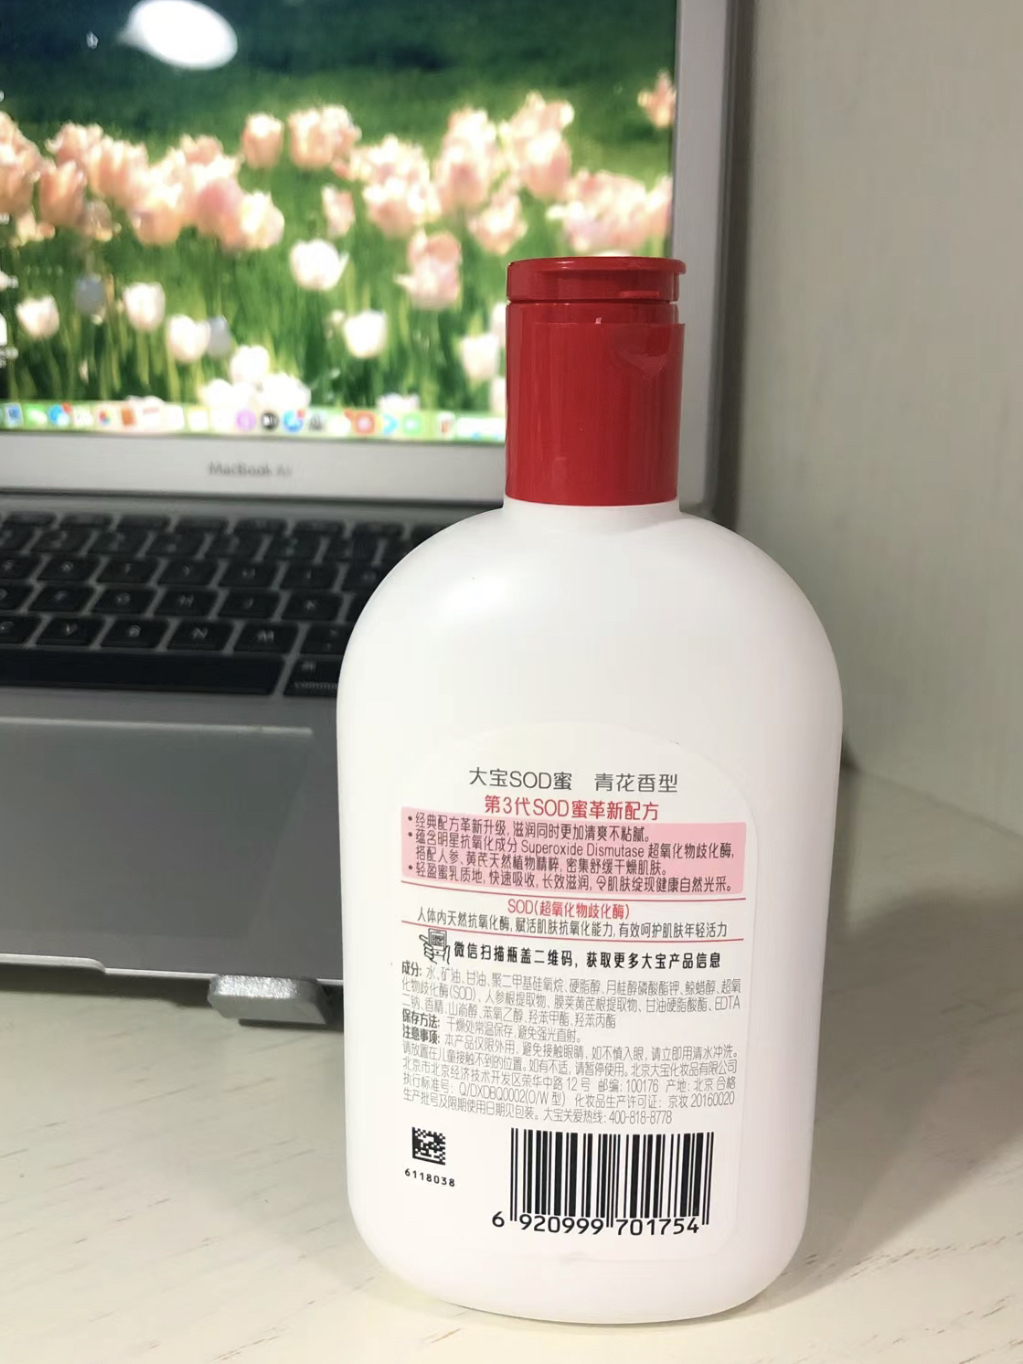 MacBook Air
大宝SOD蜜 青花香型
第3代SOD蜜革新配方
•经典配方革新升级，滋润同时更加清爽不粘腻。
•蕴含明星抗氧化成分 Superoxide Dismutase 超氧化物歧化酶，
搭配人参、黄芪天然植物精粹，密集舒缓干燥肌肤。
•轻盈蜜乳质地，快速吸收，长效滋润，令肌肤绽现健康自然光采。
SOD(超氧化物歧化酶)
人体内天然抗氧化酶，赋活肌肤抗氧化能力，有效呵护肌肤年轻活力
微信扫描瓶盖二维码，获取更多大宝产品信息
成分: 水、矿油、甘油、聚二甲基硅氧烷、硬脂醇、月桂醇磷酸酯钾、鲸蜡醇、超氧
化物歧化酶(SOD)、人参根提取物、膜荚黄芪根提取物、甘油硬脂酸酯、EDTA
二钠、香精、山嵛醇、苯氧乙醇、羟苯甲酯、羟苯丙酯
保存方法: 干燥处常温保存，避免强光直射。
注意事项: 本产品仅限外用，避免接触眼睛，如不慎入眼，请立即用清水冲洗。
请放置在儿童接触不到的位置，如有不适，请暂停使用。北京大宝化妆品有限公司
北京市北京经济技术开发区荣华中路12号 邮编: 100176 产地: 北京 合格
执行标准号: Q/DXDBQ0002(O/W型) 化妆品生产许可证: 京妆20160020
生产批号及限期使用日期见包装。大宝关爱热线: 400-818-8778
6118038
6 920999 701754